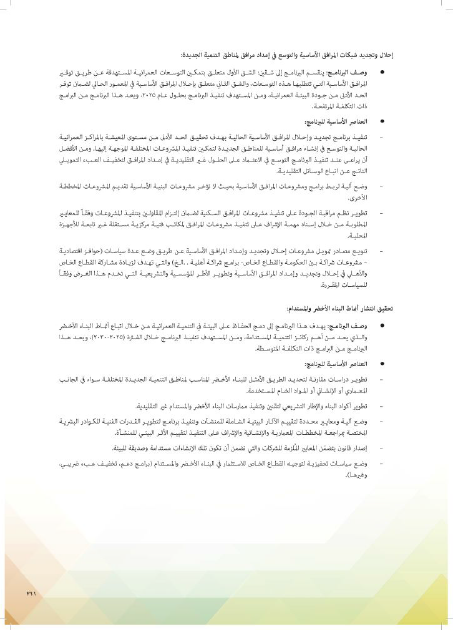 إحلال وتجديد شبكات المرافق الأساسية والتوسع في إمداد مرافق لمناطق التنمية الجديدة:
• وصف البرنامج: ينقسم البرنامج إلى شقين: الشق الأول متعلق بتمكين التوسعات العمرانية المستهدفة عن طريق توفير
المرافق الأساسية التي تتطلبها هذه التوسعات، والشق الثاني متعلق بإحلال المرافق الأساسية في المعمور الحالي لضمان توفر
الحد الأدنى من جودة البيئة العمرانية، ومن المستهدف تنفيذ البرنامج بحلول عام ٢٠٢٥. ويعد هذا البرنامج من البرامج
ذات التكلفة المرتفعة.
• العناصر الأساسية للبرنامج:
- تنفيذ برنامج تجديد وإحلال المرافق الأساسية الحالية بهدف تحقيق الحد الأدنى من مستوى المعيشة بالمراكز العمرانية
الحالية والتوسع في إنشاء مرافق أساسية للمناطق الجديدة لتمكين تنفيذ المشروعات المختلفة الموجهة إليها. ومن الأفضل
أن يراعى عند تنفيذ البرنامج التوسع في الاعتماد على الحلول غير التقليدية في إمداد المرافق لتخفيف العبء التمويلي
الناتج عن اتباع الوسائل التقليدية.
- وضع آلية لربط برامج ومشروعات المرافق الأساسية بحيث لا تؤخر مشروعات البنية الأساسية تقديم المشروعات المخططة
الأخرى.
- تطوير نظم مراقبة الجودة على تنفيذ مشروعات المرافق السكنية لضمان إلتزام المقاولين بتنفيذ المشروعات وفقاً للمعايير
المطلوبة من خلال إسناد مهمة الإشراف على تنفيذ مشروعات المرافق لمكاتب فنية مركزية مستقلة غير تابعة للأجهزة
المحلية.
- تنويع مصادر تمويل مشروعات إحلال وتجديد وإمداد المرافق الأساسية عن طريق وضع عدة سياسات (حوافز اقتصادية
- مشروعات شراكة بين الحكومة والقطاع الخاص- برامج شراكة أهلية ...الخ) والتي تهدف لزيادة مشاركة القطاع الخاص
والأهلي في إحلال وتجديد وإمداد المرافق الأساسية وتطوير الأطر المؤسسية والتشريعية التي تخدم هذا الغرض وفقاً
للسياسات المقررة.
تحقيق انتشار أنماط البناء الأخضر والمستدام:
• وصف البرنامج: يهدف هذا البرنامج إلى دمج الحفاظ على البيئة في التنمية العمرانية من خلال اتباع أنماط البناء الأخضر
والذي يعد من أهم ركائز التنمية المستدامة. ومن المستهدف تنفيذ البرنامج خلال الفترة (٢٠٢٥-٢٠٣٠)، ويعد هذا
البرنامج من البرامج ذات التكلفة المتوسطة.
• العناصر الأساسية للبرنامج:
- تطوير دراسات مقارنة لتحديد الطريق الأمثل للبناء الأخضر المناسب لمناطق التنمية الجديدة المختلفة سواء في الجانب
المعماري أو الإنشائي أو المواد الخام المستخدمة.
- تطوير أكواد البناء والإطار التشريعي لتقنين وتنفيذ ممارسات البناء الأخضر والمستدام غير التقليدية.
- وضع آلية ومعايير محددة لتقييم الآثار البيئية الشاملة للمنشآت وتنفيذ برنامج لتطوير القدرات الفنية للكوادر البشرية
المختصة بمراجعة المخططات المعمارية والإنشائية والإشراف على التنفيذ لتقييم الأثر البيئي للمنشآت.
- إصدار قانون يتضمن المعايير الملزمة للشركات والتي تضمن أن تكون تلك الإنشاءات مستدامة وصديقة للبيئة.
- وضع سياسات تحفيزية لتوجيه القطاع الخاص للاستثمار في البناء الأخضر والمستدام (برامج دعم، تخفيف عبء ضريبي،
وغيرها).